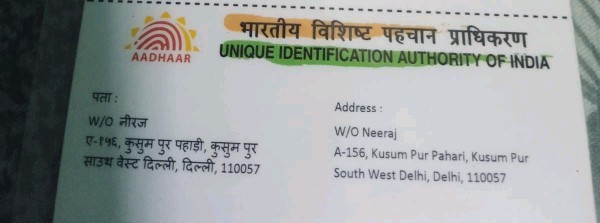 भारतीय विशिष्ट पहचान प्राधिकरण
UNIQUE IDENTIFICATION AUTHORITY OF INDIA
AADHAAR
पता :
W/O नीरज
ए-१५६, कुसुम पुर पहाड़ी, कुसुम पुर
साउथ वेस्ट दिल्ली, दिल्ली, 110057
Address :
W/O Neeraj
A-156, Kusum Pur Pahari, Kusum Pur
South West Delhi, Delhi, 110057